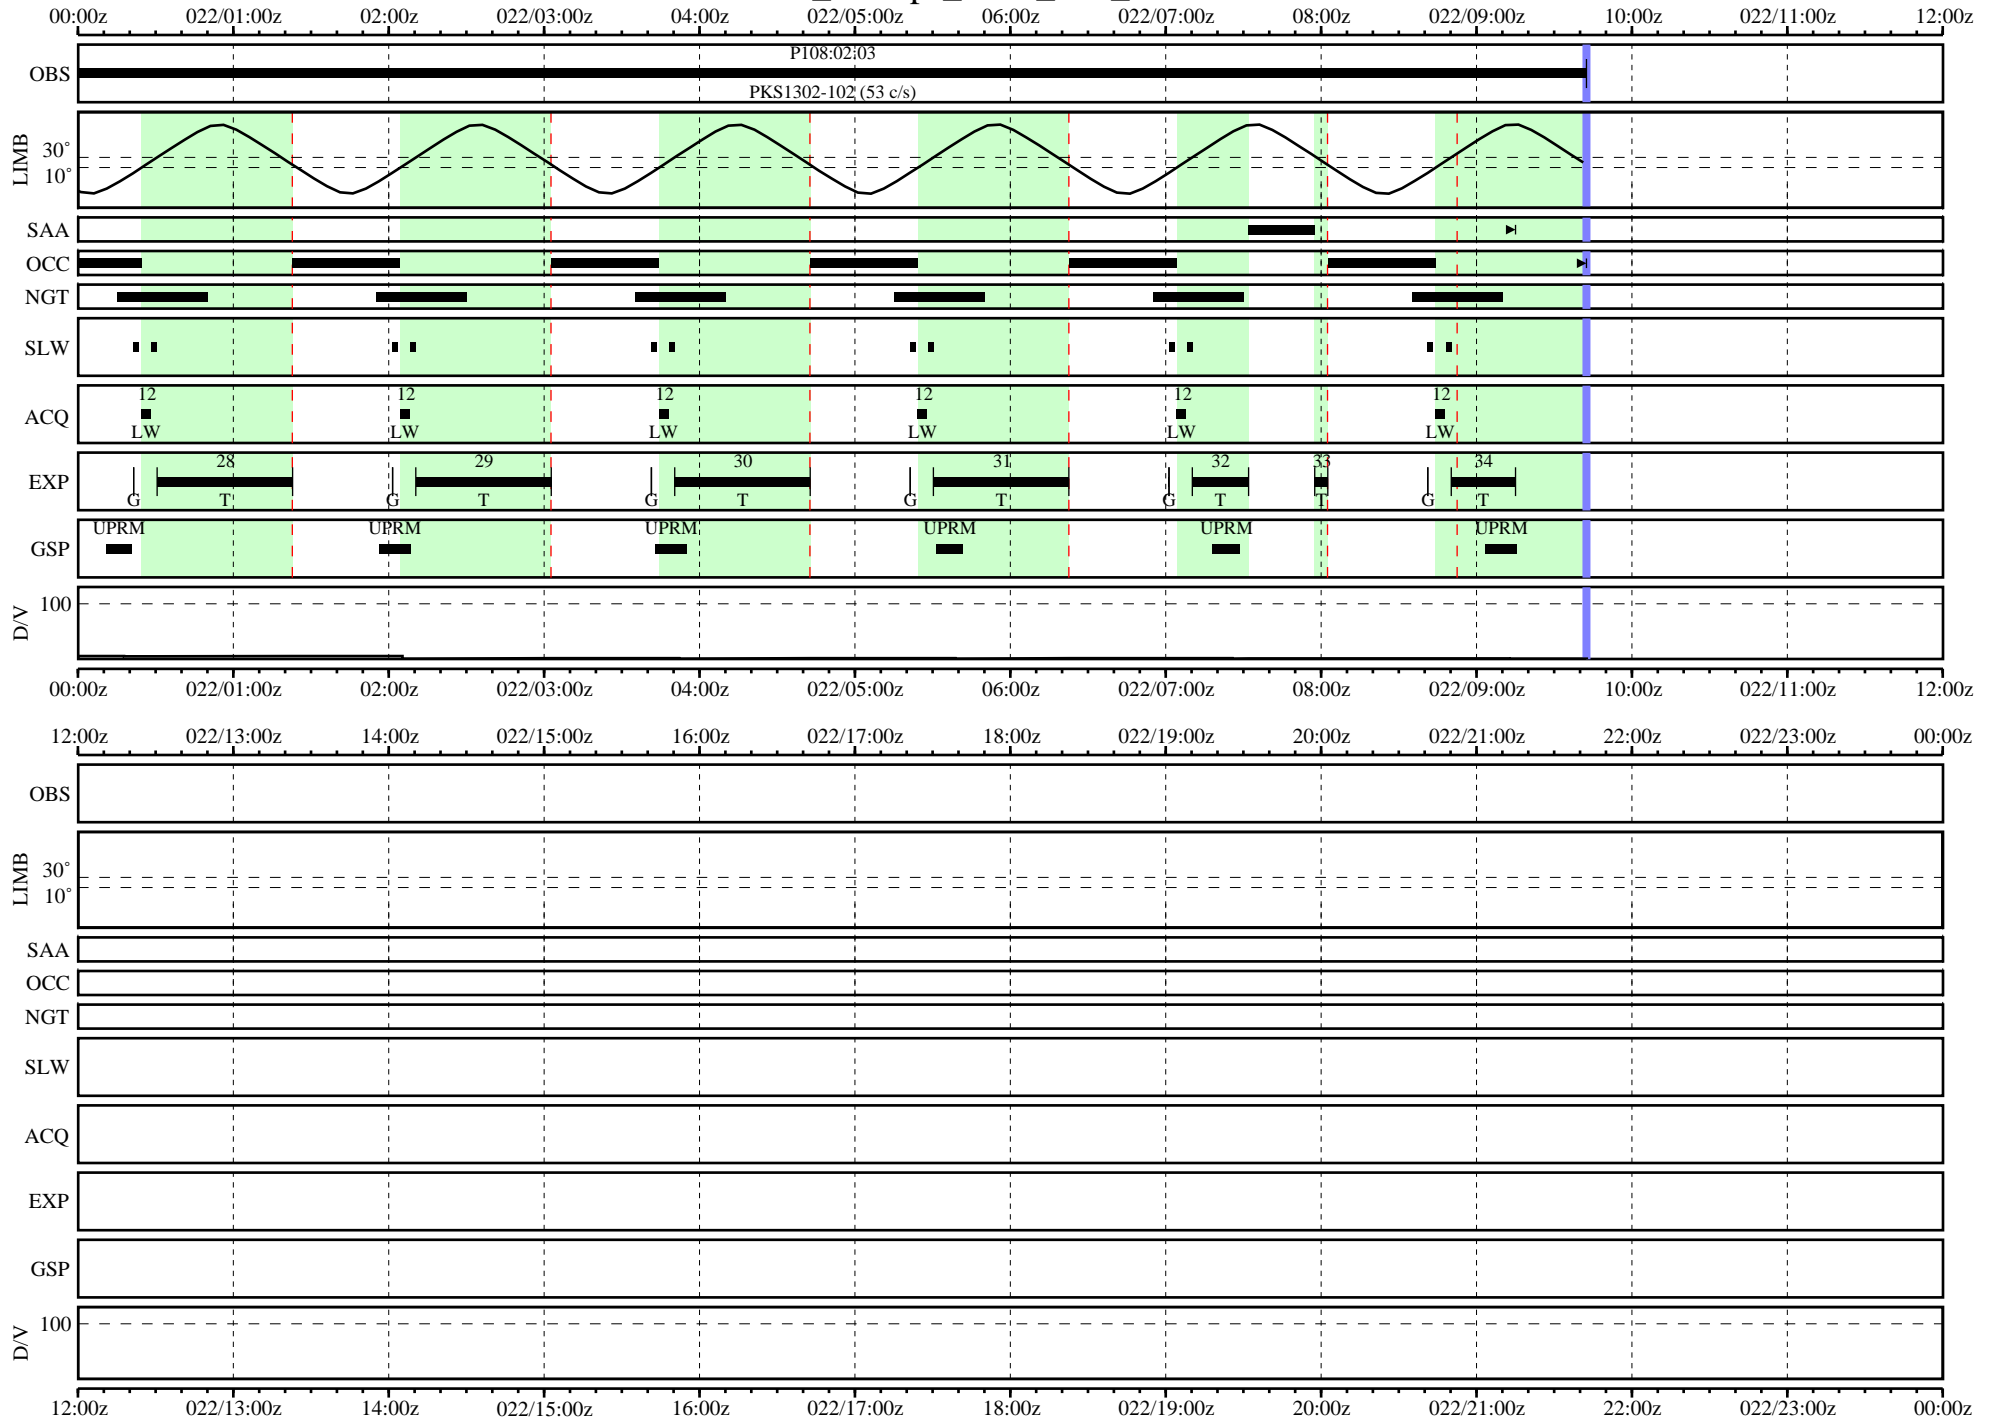 00:00z 022/01:00z 02:00z 022/03:00z 04:00z 022/05:00z 06:00z 022/07:00z 08:00z 022/09:00z 10:00z 022/11:00z 12:00z
P108:02:03
OBS
PKS1302-102 (53 c/s)
LIMB
30°
10°
SAA
OCC
NGT
SLW
12 12 12 12 12 12
ACQ
LW LW LW LW LW LW
28 29 30 31 32 33 34
EXP
G T G T G T G T G T T G T
UPRM UPRM UPRM UPRM UPRM UPRM
GSP
D/V
100
00:00z 022/01:00z 02:00z 022/03:00z 04:00z 022/05:00z 06:00z 022/07:00z 08:00z 022/09:00z 10:00z 022/11:00z 12:00z
12:00z 022/13:00z 14:00z 022/15:00z 16:00z 022/17:00z 18:00z 022/19:00z 20:00z 022/21:00z 22:00z 022/23:00z 00:00z
OBS
LIMB
30°
10°
SAA
OCC
NGT
SLW
ACQ
EXP
GSP
D/V
100
12:00z 022/13:00z 14:00z 022/15:00z 16:00z 022/17:00z 18:00z 022/19:00z 20:00z 022/21:00z 22:00z 022/23:00z 00:00z